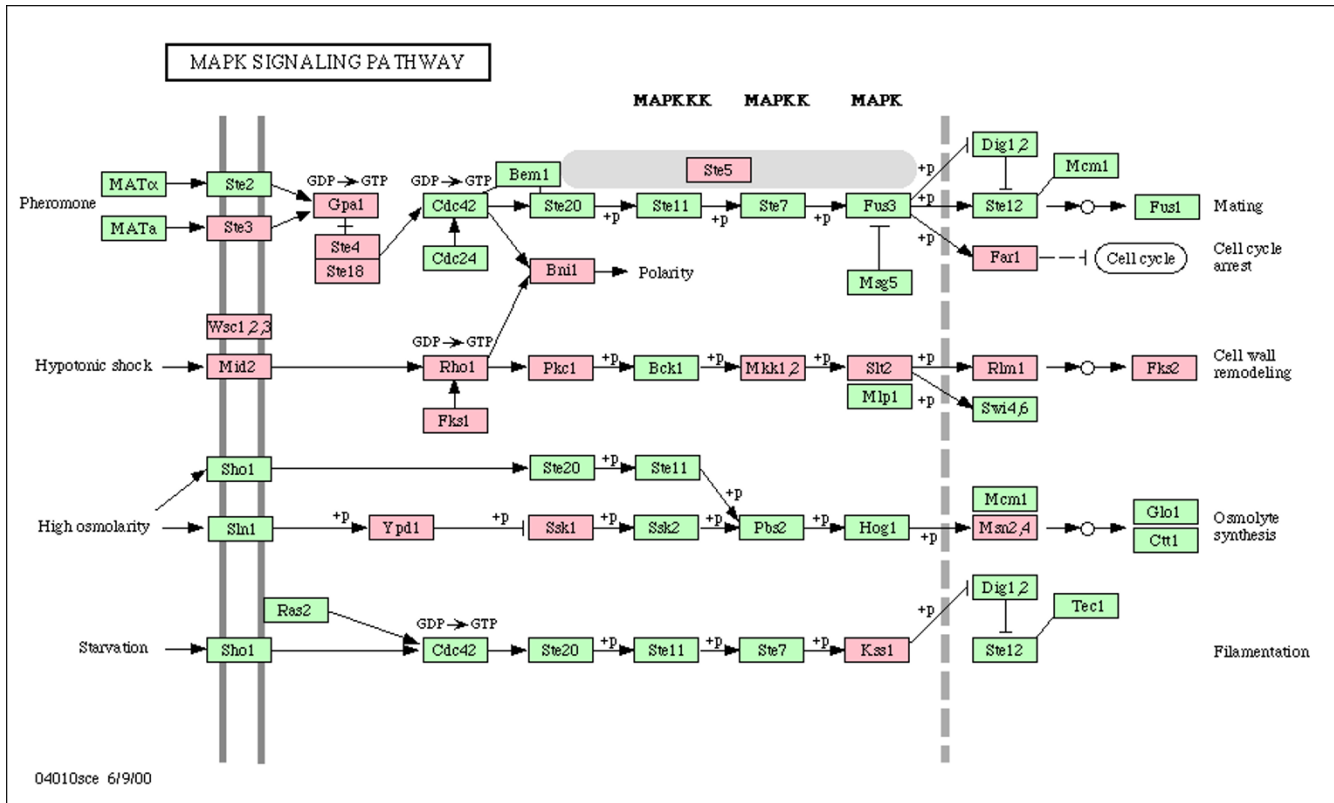 MAPK SIGNALING PATHWAY
MAPKKK MAPKK MAPK
Pheromone
MATα
Ste2
MATa
Ste3
GDP → GTP
Gpa1
Ste4
Ste18
GDP → GTP
Cdc42
Cdc24
Bem1
Ste20
+p
Ste5
Ste11
+p
Ste7
+p
Fus3
Msg5
+p
+p
+p
Dig1,2
Mcm1
Ste12
Fus1
Mating
Far1
Cell cycle
Cell cycle
arrest
Bni1
Polarity
Hypotonic shock
Wsc1,2,3
Mid2
GDP → GTP
Rho1
Fks1
Pkc1
+p
Bck1
+p
Mkk1,2
+p
Slt2
Mlp1
+p
+p
Rlm1
Swi4,6
Fks2
Cell wall
remodeling
High osmolarity
Sho1
Ste20
+p
Ste11
+p
Sln1
+p
Ypd1
+p
Ssk1
+p
Ssk2
+p
Pbs2
+p
Hog1
+p
Mcm1
Msn2,4
Glo1
Ctt1
Osmolyte
synthesis
Starvation
Ras2
Sho1
GDP → GTP
Cdc42
Ste20
+p
Ste11
+p
Ste7
+p
Kss1
+p
Dig1,2
Tec1
Ste12
Filamentation
04010sce 6/9/00